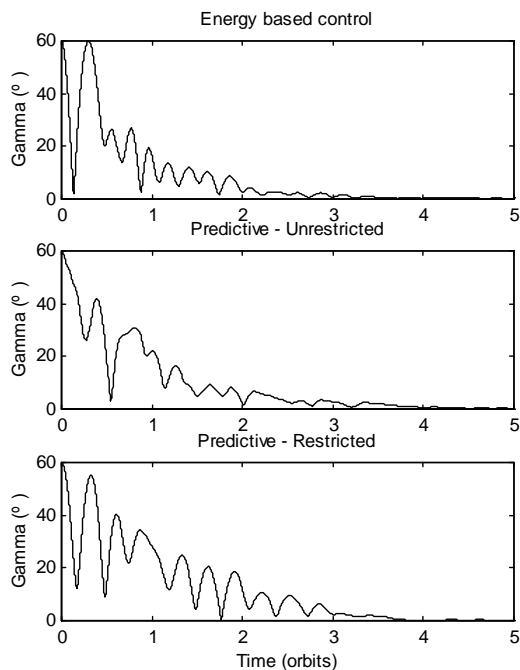 Energy based control
60
40
20
0
Gamma (º )
0 1 2 3 4 5
Predictive - Unrestricted
60
40
20
0
Gamma (º )
0 1 2 3 4 5
Predictive - Restricted
60
40
20
0
Gamma (º )
0 1 2 3 4 5
Time (orbits)